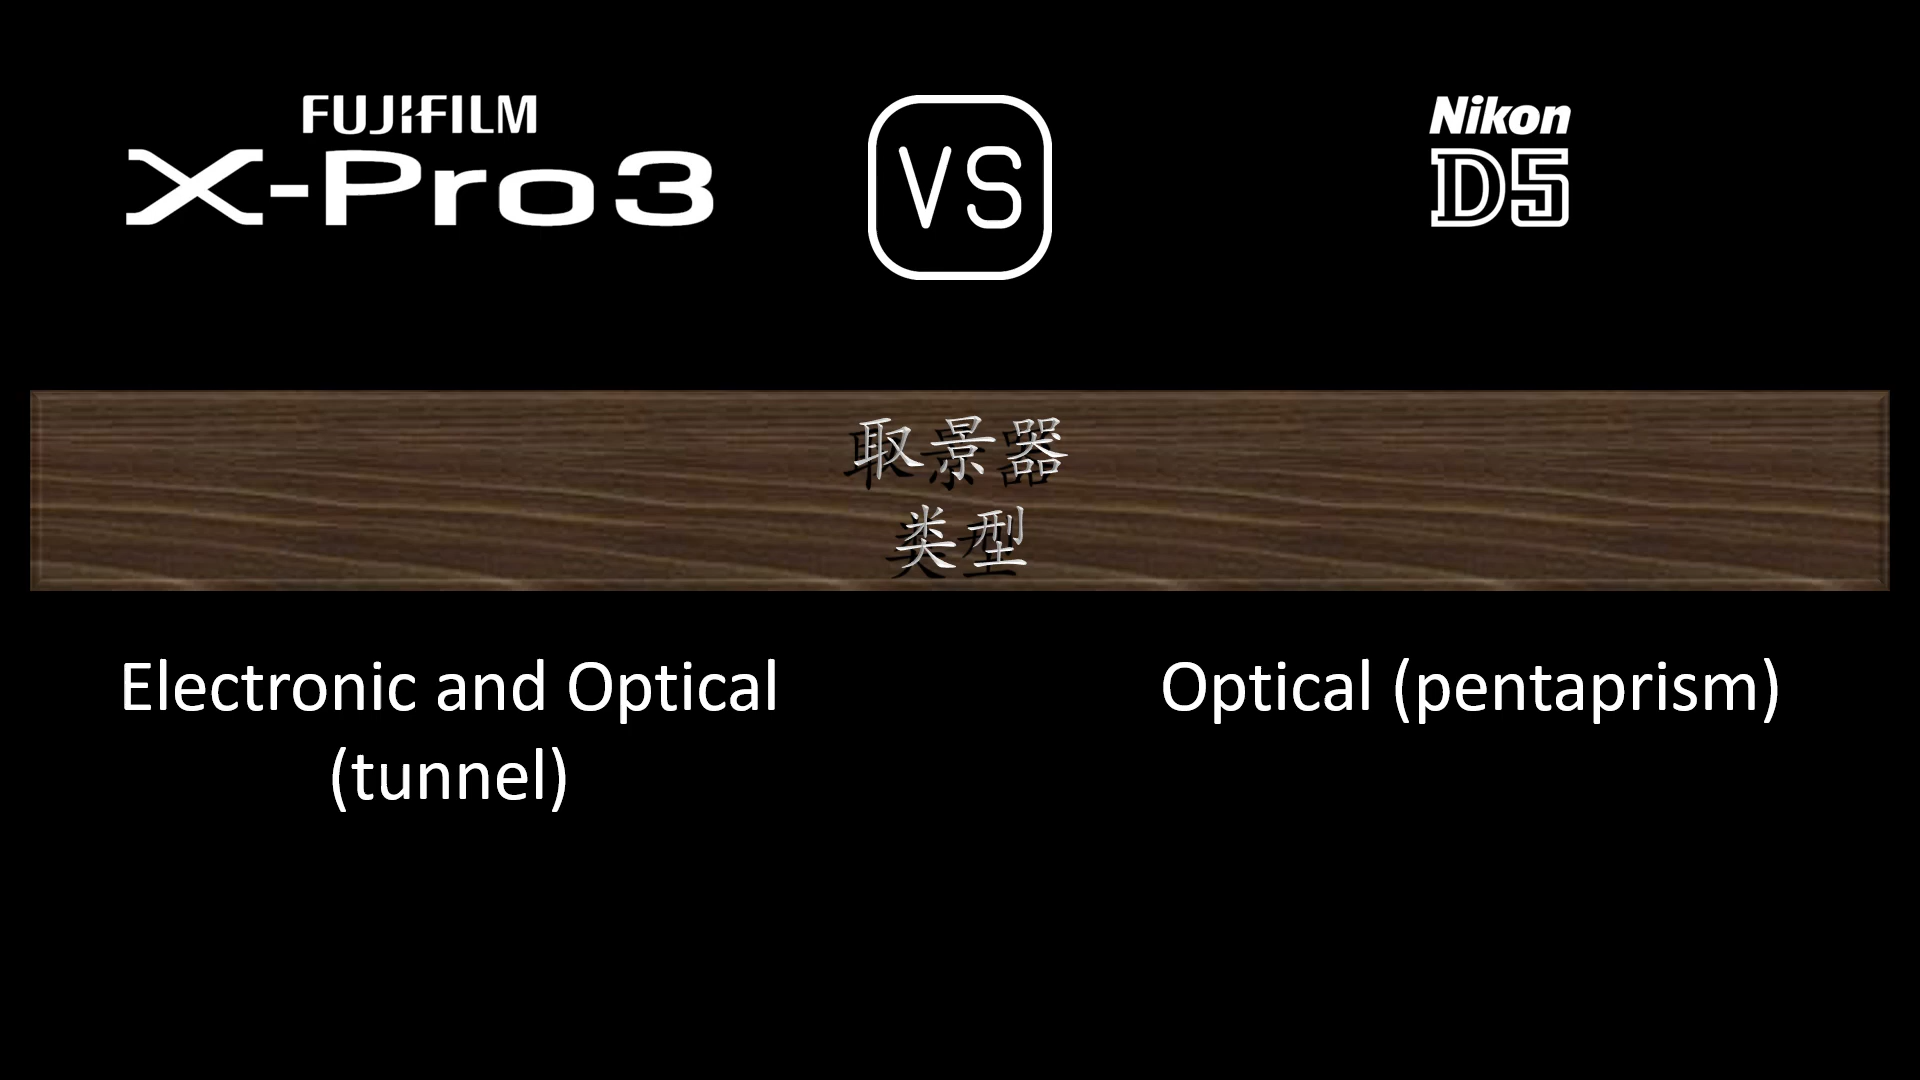 FUJIFILM
X-Pro3
VS
Nikon
D5
取景器
类型
Electronic and Optical
(tunnel)
Optical (pentaprism)